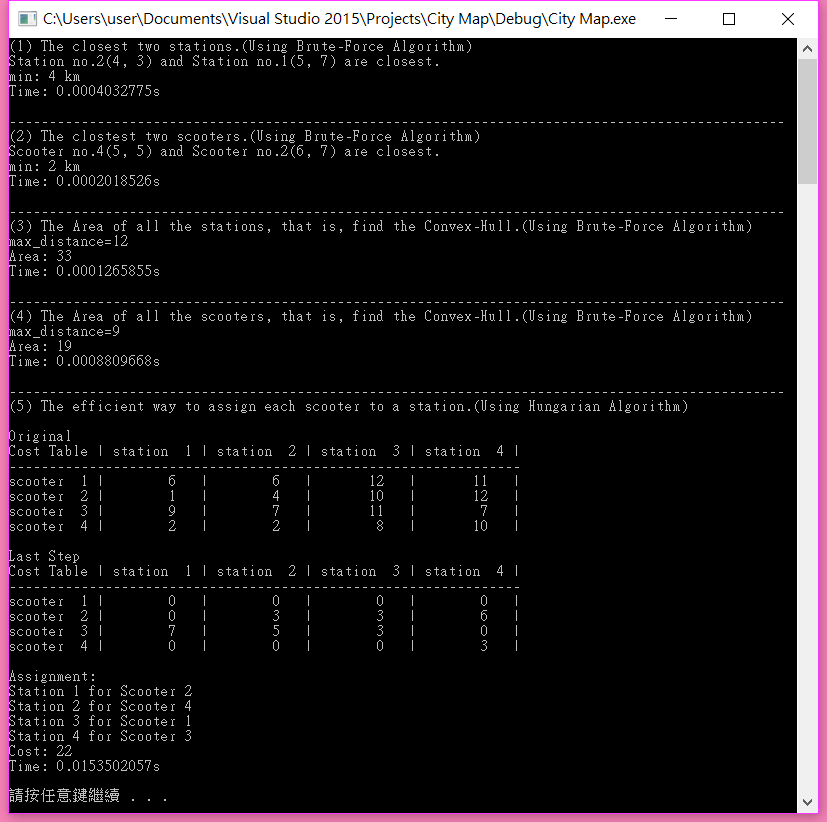 C:\Users\user\Documents\Visual Studio 2015\Projects\City Map\Debug\City Map.exe
(1) The closest two stations.(Using Brute-Force Algorithm)
Station no.2(4, 3) and Station no.1(5, 7) are closest.
min: 4 km
Time: 0.0004032775s
-------------------------------------------------------------------------------------------------
(2) The clostest two scooters.(Using Brute-Force Algorithm)
Scooter no.4(5, 5) and Scooter no.2(6, 7) are closest.
min: 2 km
Time: 0.0002018526s
-------------------------------------------------------------------------------------------------
(3) The Area of all the stations, that is, find the Convex-Hull.(Using Brute-Force Algorithm)
max_distance=12
Area: 33
Time: 0.0001265855s
-------------------------------------------------------------------------------------------------
(4) The Area of all the scooters, that is, find the Convex-Hull.(Using Brute-Force Algorithm)
max_distance=9
Area: 19
Time: 0.0008809668s
-------------------------------------------------------------------------------------------------
(5) The efficient way to assign each scooter to a station.(Using Hungarian Algorithm)
Original
Cost Table | station  1 | station  2 | station  3 | station  4 |
----------------------------------------------------------------
scooter  1 |        6   |        6   |        12   |        11   |
scooter  2 |        1   |        4   |        10   |        12   |
scooter  3 |        9   |        7   |        11   |        7   |
scooter  4 |        2   |        2   |        8   |        10   |
Last Step
Cost Table | station  1 | station  2 | station  3 | station  4 |
----------------------------------------------------------------
scooter  1 |        0   |        0   |        0   |        0   |
scooter  2 |        0   |        3   |        3   |        6   |
scooter  3 |        7   |        5   |        3   |        0   |
scooter  4 |        0   |        0   |        0   |        3   |
Assignment:
Station 1 for Scooter 2
Station 2 for Scooter 4
Station 3 for Scooter 1
Station 4 for Scooter 3
Cost: 22
Time: 0.0153502057s
請按任意鍵繼續 . . .